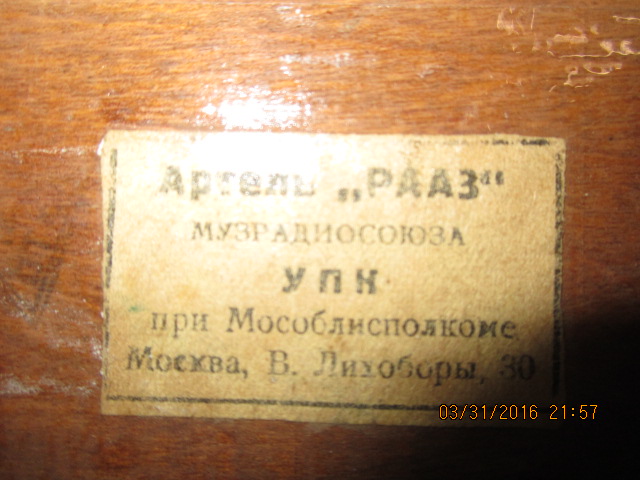 Артель „РААЗ“
МУЗРАДИОСОЮЗА
УПК
при Мособлисполкоме
Москва, В. Лихоборы, 30
03/31/2016 21:57